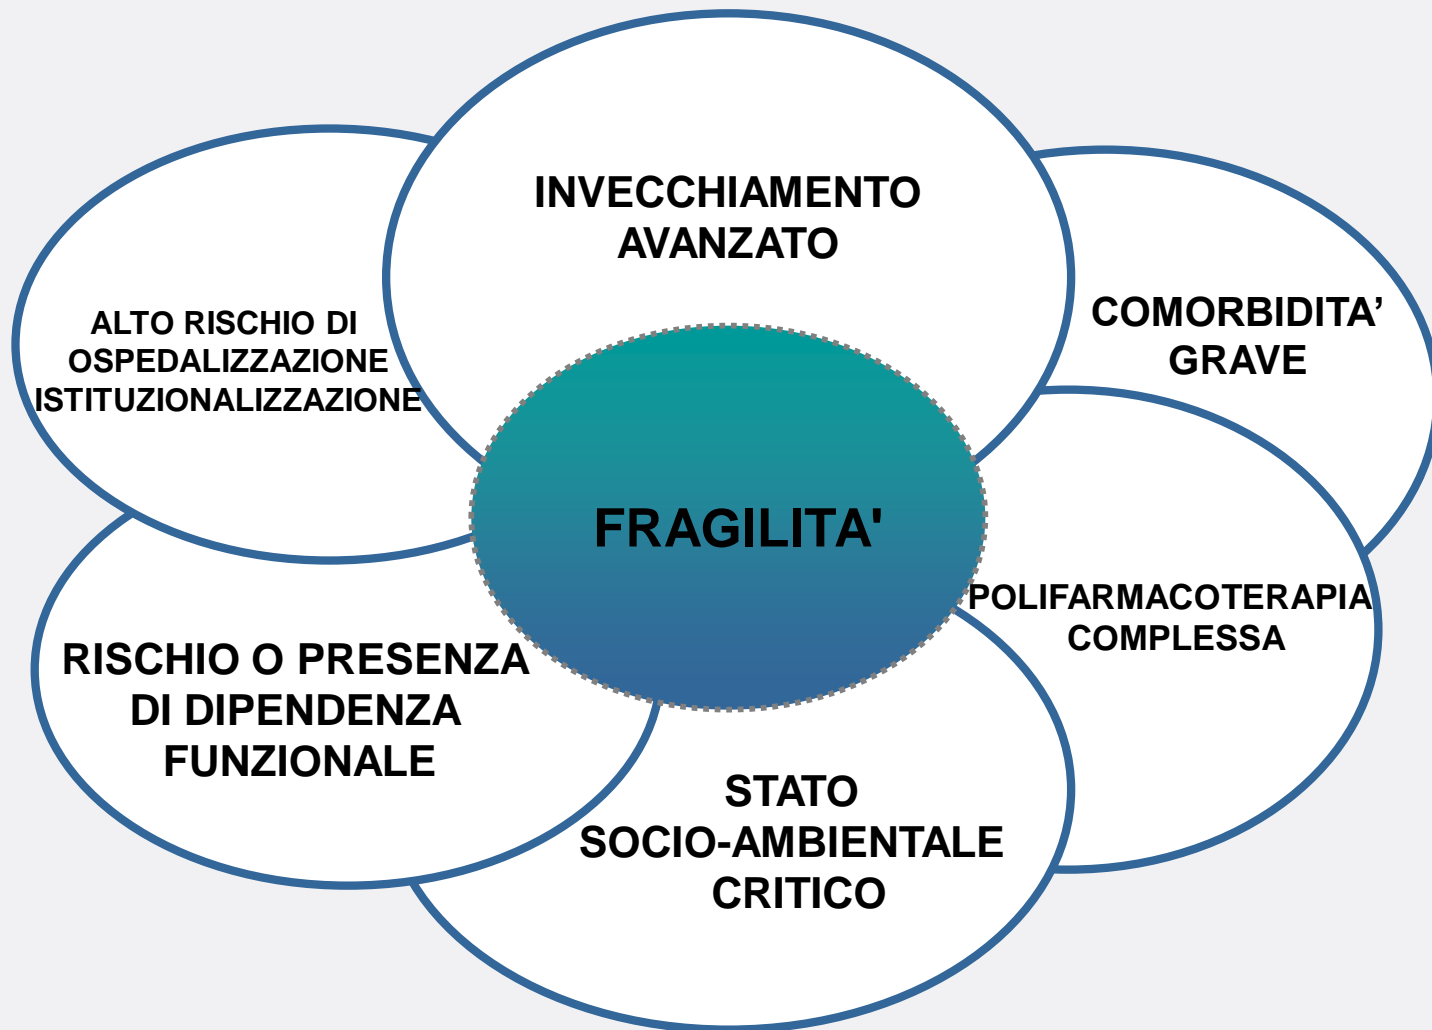 INVECCHIAMENTO
AVANZATO
COMORBIDITA’
GRAVE
ALTO RISCHIO DI
OSPEDALIZZAZIONE
ISTITUZIONALIZZAZIONE
FRAGILITA'
POLIFARMACOTERAPIA
COMPLESSA
RISCHIO O PRESENZA
DI DIPENDENZA
FUNZIONALE
STATO
SOCIO-AMBIENTALE
CRITICO